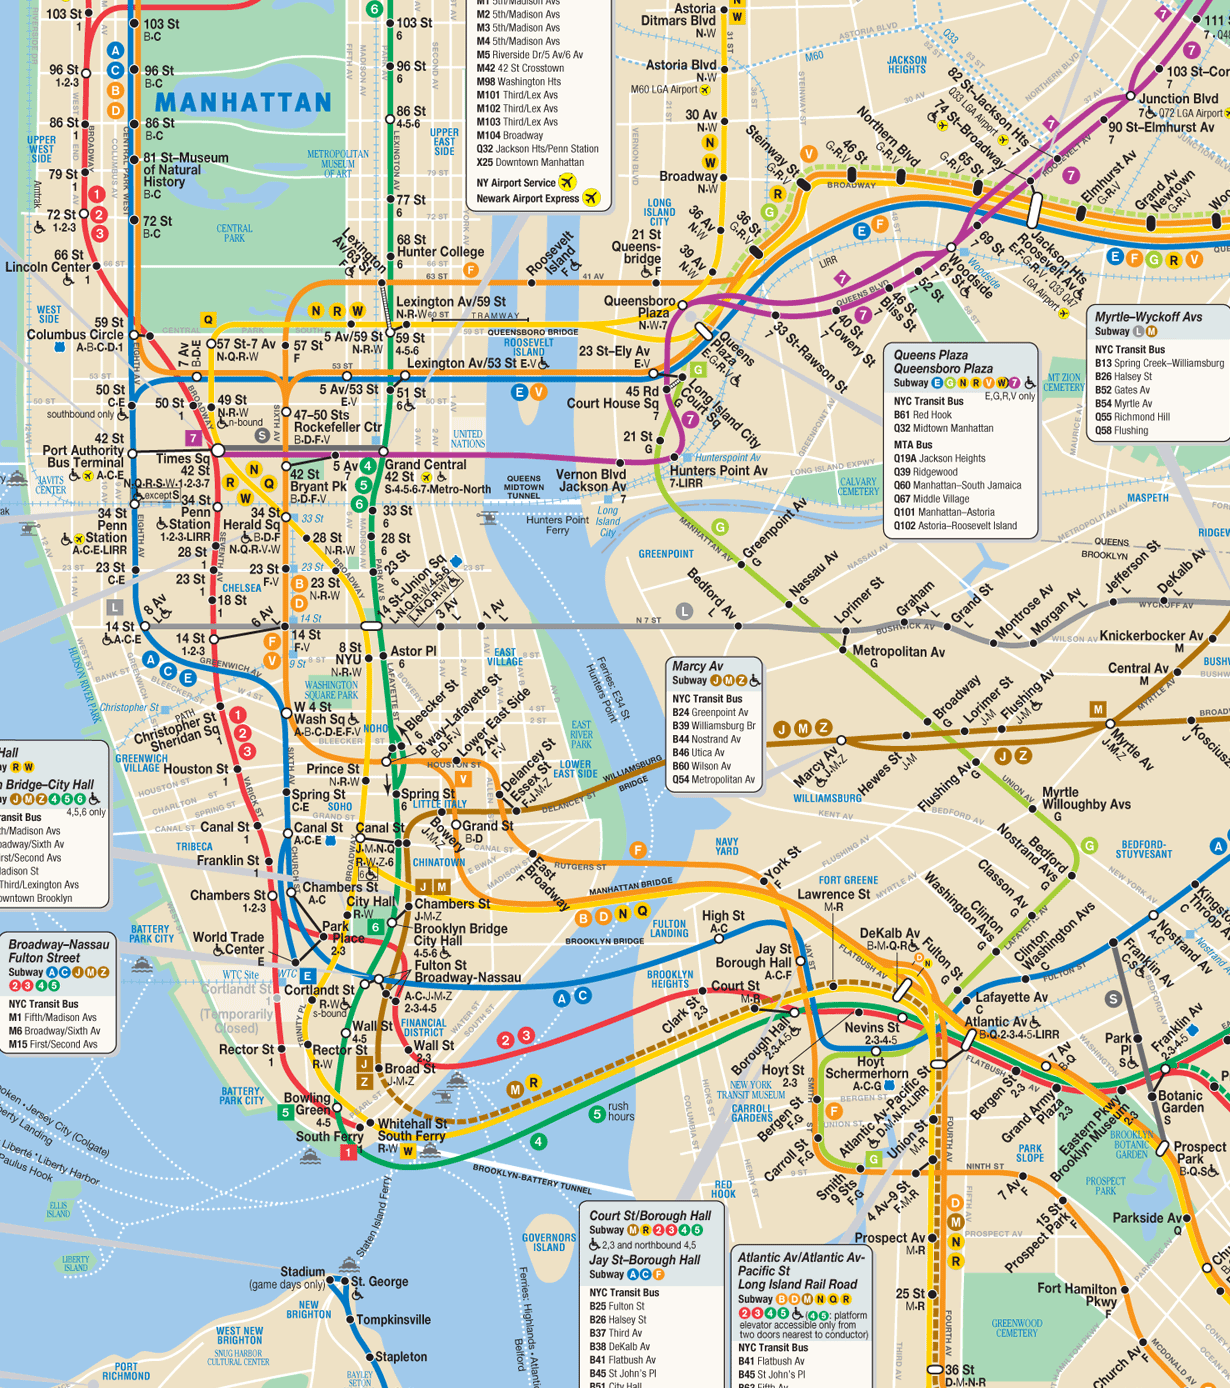 103 St
1
103 St
B·C
6
103 St
6
M1 5th/Madison Avs
M2 5th/Madison Avs
M3 5th/Madison Avs
M4 5th/Madison Avs
M5 Riverside Dr/5 Av/6 Av
M42 42 St Crosstown
M98 Washington Hts
M101 Third/Lex Avs
M102 Third/Lex Avs
M103 Third/Lex Avs
M104 Broadway
Q32 Jackson Hts/Penn Station
X25 Downtown Manhattan
NY Airport Service
Newark Airport Express
Astoria
Ditmars Blvd
N·W
N
W
Astoria Blvd
N·W
M60 LGA Airport
M60
30 Av
N·W
Broadway
N·W
36 Av
N·W
39 Av
N·W
JACKSON
HEIGHTS
82 St–Jackson Hts
Q33 LGA Airport
74 St–Broadway
7
103 St–Cor
7
Junction Blvd
7 Q72 LGA Airport
90 St–Elmhurst Av
7
Elmhurst Av
G·R·V
Grand Av
Newtown
G·R·V
A
C
B
D
96 St
1·2·3
96 St
B·C
96 St
6
MANHATTAN
86 St
1
86 St
B·C
86 St
4·5·6
UPPER
WEST
SIDE
81 St–Museum
of Natural
History
B·C
METROPOLITAN
MUSEUM
OF ART
UPPER
EAST
SIDE
79 St
1
77 St
6
Amtrak
1
2
3
72 St
1·2·3
72 St
B·C
CENTRAL
PARK
66 St
Lincoln Center
1
68 St
Hunter College
6
Lexington
Av/63 St
F
Roosevelt
Island
F
21 St
Queens-
bridge
F
LONG
ISLAND
CITY
Steinway St
G·R·V
46 St
G·R·V
Northern Blvd
G·R·V
65 St
G·R·V
36 St
G·R·V
Jackson Hts
Roosevelt Av
E·F·G·R·V
69 St
7
Woodside
61 St
7
52 St
7
46 St
Bliss St
7
40 St
Lowery St
7
33 St–Rawson St
7
LIRR
WEST
SIDE
59 St
Columbus Circle
A·B·C·D·1
7 Av
B·D·E
57 St–7 Av
N·Q·R·W
57 St
F
5 Av/59 St
N·R·W
Lexington Av/59 St
N·R·W
59 St
4·5·6
TRAMWAY
QUEENSBORO BRIDGE
ROOSEVELT
ISLAND
Queensboro
Plaza
N·W·7
Queens
Plaza
E·G·R·V
Lexington Av/53 St E·V
23 St–Ely Av
E·V
5 Av/53 St
E·V
51 St
6
50 St
C·E
southbound only
50 St
1
49 St
N·R·W
n-bound
47–50 Sts
Rockefeller Ctr
B·D·F·V
45 Rd
Court House Sq
7
Long Island City
Court Sq
G
21 St
G
42 St
Port Authority
Bus Terminal
A·C·E
Times Sq
42 St
N·Q·R·S·W·1·2·3·7
except S
42 St
Bryant Pk
B·D·F·V
5 Av
7
Grand Central
42 St
S·4·5·6·7·Metro-North
UNITED
NATIONS
QUEENS
MIDTOWN
TUNNEL
Vernon Blvd
Jackson Av
7
Hunters Point Av
7·LIRR
Hunterspoint Av
LONG ISLAND EXPWY
CALVARY
CEMETERY
MT ZION
CEMETERY
MASPETH
Queens Plaza
Queensboro Plaza
Subway E G N R V W 7
E,G,R,V only
NYC Transit Bus
B61 Red Hook
Q32 Midtown Manhattan
MTA Bus
Q19A Jackson Heights
Q39 Ridgewood
Q60 Manhattan–South Jamaica
Q67 Middle Village
Q101 Manhattan–Astoria
Q102 Astoria–Roosevelt Island
Myrtle–Wyckoff Avs
Subway L M
NYC Transit Bus
B13 Spring Creek–Williamsburg
B26 Halsey St
B52 Gates Av
B54 Myrtle Av
Q55 Richmond Hill
Q58 Flushing
JAVITS
CENTER
34 St
Penn
Station
A·C·E·LIRR
34 St
Penn
Station
1·2·3·LIRR
34 St
Herald Sq
B·D·F
N·Q·R·V·W
33 St
33 St
6
28 St
1
28 St
N·R·W
28 St
6
Hunters Point
Ferry
Long
Island
City
23 St
C·E
23 St
1
23 St
F·V
23 St
N·R·W
23 St
6
CHELSEA
18 St
1
GREENPOINT
Greenpoint Av
G
Nassau Av
G
QUEENS
BROOKLYN
L
8 Av
L
14 St
A·C·E
14 St
1·2·3
6 Av
L
14 St
F·V
14 St–Union Sq
L·N·Q·R·W·4·5·6
3 Av
L
1 Av
L
Bedford Av
L
Lorimer St
L
Metropolitan Av
G
Graham
Av
L
Grand St
L
Montrose Av
L
Morgan Av
L
Jefferson St
L
DeKalb Av
L
Knickerbocker Av
M
Central Av
M
8 St
NYU
N·R·W
Astor Pl
6
EAST
VILLAGE
HUDSON RIVER PARK
Christopher St
PATH
WASHINGTON
SQUARE PARK
W 4 St
Wash Sq
A·B·C·D·E·F·V
Christopher St
Sheridan Sq
1
GREENWICH
VILLAGE
NOHO
Bleecker St
6
B'way–Lafayette St
B·D·F·V
Lower East Side
2 Av
F·V
Ferries: E34 St
Hunters Point
EAST
RIVER
PARK
LOWER
EAST SIDE
Marcy Av
Subway J M Z
NYC Transit Bus
B24 Greenpoint Av
B39 Williamsburg Br
B44 Nostrand Av
B46 Utica Av
B60 Wilson Av
Q54 Metropolitan Av
Broadway
G
Lorimer St
J·M
Flushing Av
J·M
Myrtle
Av
J·M·Z
Marcy Av
J·M·Z
Hewes St
J·M
WILLIAMSBURG
Flushing Av
G
Myrtle
Willoughby Avs
G
Houston St
1
Prince St
N·R·W
Spring St
C·E
SOHO
Spring St
6
LITTLE ITALY
Delancey St
Essex St
F·J·M·Z
WILLIAMSBURG
BRIDGE
Bowery
J·M·Z
Grand St
B·D
Canal St
1
TRIBECA
Canal St
A·C·E
Canal St
J·M·N·Q
R·W·Z·6
CHINATOWN
Franklin St
1
East
Broadway
F
RUTGERS ST
MANHATTAN BRIDGE
NAVY
YARD
York St
F
BEDFORD-
STUYVESANT
Bedford
Nostrand Avs
G
Classon Av
G
Clinton
Washington Avs
G
FORT GREENE
Lawrence St
M·R
Chambers St
1·2·3
Chambers St
A·C
City Hall
R·W
Chambers St
J·M·Z
Brooklyn Bridge
City Hall
4·5·6
Park
Place
2·3
World Trade
Center
E
BATTERY
PARK CITY
Fulton St
Broadway–Nassau
A·C·J·M·Z
2·3·4·5
BROOKLYN BRIDGE
FULTON
LANDING
High St
A·C
Jay St
Borough Hall
A·C·F
DeKalb Av
B·M·Q·R
Fulton St
G
Clinton
Washington Avs
C
Franklin Av
C·S
Nostrand Av
A·C
Hall
R W
Bridge–City Hall
J M Z 4 5 6
4,5,6 only
Broadway–Nassau
Fulton Street
Subway A C J M Z
2 3 4 5
NYC Transit Bus
M1 Fifth/Madison Avs
M6 Broadway/Sixth Av
M15 First/Second Avs
WTC Site
Cortlandt St
1
(Temporarily
Closed)
Cortlandt St
R·W
s-bound
FINANCIAL
DISTRICT
Wall St
4·5
Wall St
2·3
Broad St
J·M·Z
Rector St
1
Rector St
R·W
BATTERY
PARK CITY
Bowling
Green
4·5
South Ferry
1
Whitehall St
South Ferry
R·W
BROOKLYN
HEIGHTS
Clark St
2·3
Court St
M·R
Borough Hall
2·3·4·5
Nevins St
2·3·4·5
Hoyt St
2·3
Hoyt
Schermerhorn
A·C·G
Lafayette Av
C
Atlantic Av
B·Q·2·3·4·5·LIRR
NEW YORK
TRANSIT MUSEUM
CARROLL
GARDENS
Bergen St
F·G
Carroll St
F·G
Atlantic Av–Pacific St
D·M·N·R·LIRR
Bergen St
2·3
Grand Army
Plaza
2·3
7 Av
B·Q
Eastern Pkwy
Brooklyn Museum
2·3
Park
Pl
S
Franklin Av
2·3·4·5
Botanic
Garden
S
BROOKLYN
BOTANIC
GARDEN
Prospect
Park
B·Q·S
Union St
M·R
PARK
SLOPE
PROSPECT
PARK
Parkside Av
Q
5 rush
hours
BROOKLYN-BATTERY TUNNEL
RED
HOOK
Smith
9 Sts
F·G
4 Av–9 St
F·M·R
7 Av
F
15 St
Prospect Park
F
Prospect Av
M·R
25 St
M·R
36 St
D·M·N·R
Fort Hamilton
Pkwy
F
Church Av
F
GREENWOOD
CEMETERY
GOVERNORS
ISLAND
ELLIS
ISLAND
LIBERTY
ISLAND
Staten Island Ferry
Stadium
(game days only)
St. George
Tompkinsville
Stapleton
NEW
BRIGHTON
WEST NEW
BRIGHTON
SNUG HARBOR
CULTURAL CENTER
PORT
RICHMOND
BAYLEY
SETON
Court St/Borough Hall
Subway M R 2 3 4 5
2,3 and northbound 4,5
Jay St–Borough Hall
Subway A C F
NYC Transit Bus
B25 Fulton St
B26 Halsey St
B37 Third Av
B38 DeKalb Av
B41 Flatbush Av
B45 St John's Pl
B51 City Hall
Atlantic Av/Atlantic Av-
Pacific St
Long Island Rail Road
Subway B D M N Q R
2 3 4 5 (4 5: platform
elevator accessible only from
two doors nearest to conductor)
NYC Transit Bus
B41 Flatbush Av
B45 St John's Pl
B63 Fifth Av